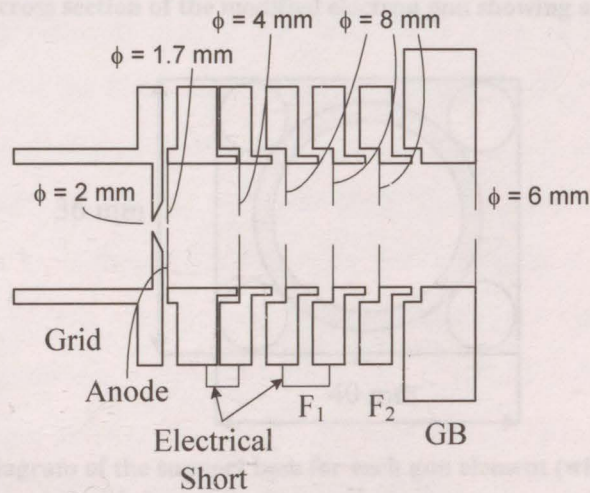 ϕ = 4 mm
ϕ = 8 mm
ϕ = 1.7 mm
ϕ = 2 mm
ϕ = 6 mm
Grid
Anode
F₁
F₂
GB
Electrical
Short